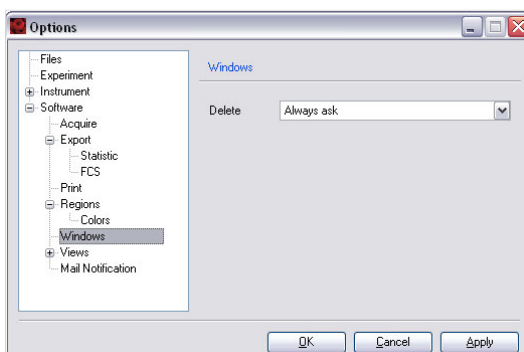 Options
Files
Experiment
Instrument
Software
Acquire
Export
Statistic
FCS
Print
Regions
Colors
Windows
Views
Mail Notification
Windows
Delete Always ask
OK Cancel Apply